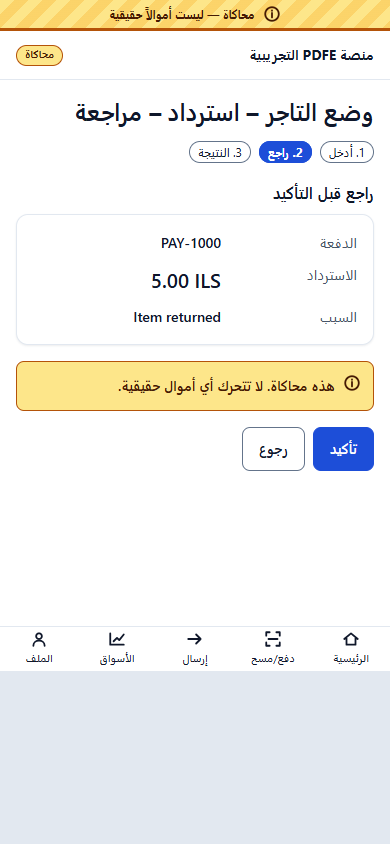 محاكاة — ليست أموالاً حقيقية
منصة PDFE التجريبية
محاكاة
وضع التاجر – استرداد – مراجعة
1. أدخل
2. راجع
3. النتيجة
راجع قبل التأكيد
الدفعة PAY-1000
الاسترداد 5.00 ILS
السبب Item returned
هذه محاكاة. لا تتحرك أي أموال حقيقية.
تأكيد
رجوع
الرئيسية
دفع/مسح
إرسال
الأسواق
الملف